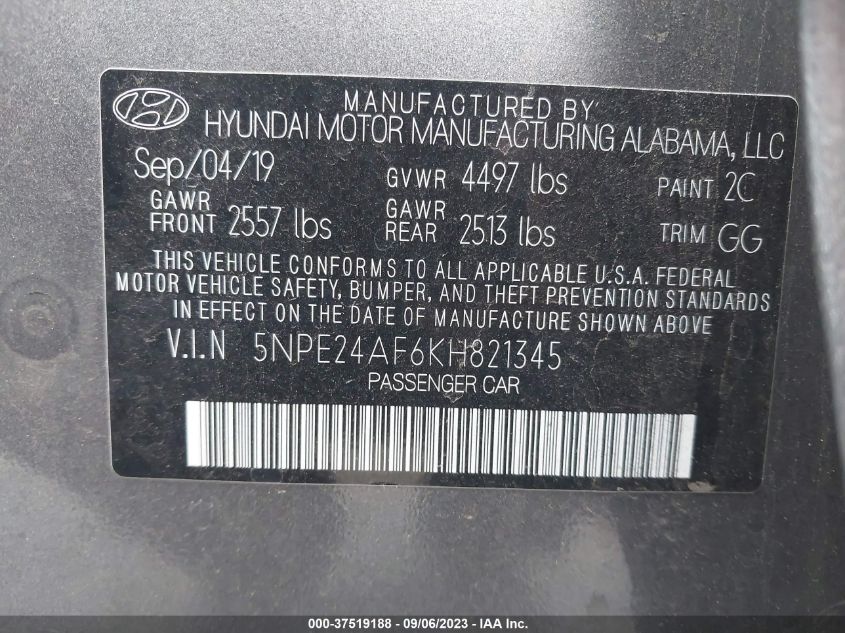 MANUFACTURED BY
HYUNDAI MOTOR MANUFACTURING ALABAMA, LLC
Sep/04/19 GVWR 4497 lbs PAINT 2C
GAWR FRONT 2557 lbs GAWR REAR 2513 lbs TRIM GG
THIS VEHICLE CONFORMS TO ALL APPLICABLE U.S.A. FEDERAL
MOTOR VEHICLE SAFETY, BUMPER, AND THEFT PREVENTION STANDARDS
IN EFFECT ON THE DATE OF MANUFACTURE SHOWN ABOVE
V.I.N 5NPE24AF6KH821345
PASSENGER CAR
000-37519188 - 09/06/2023 - IAA Inc.